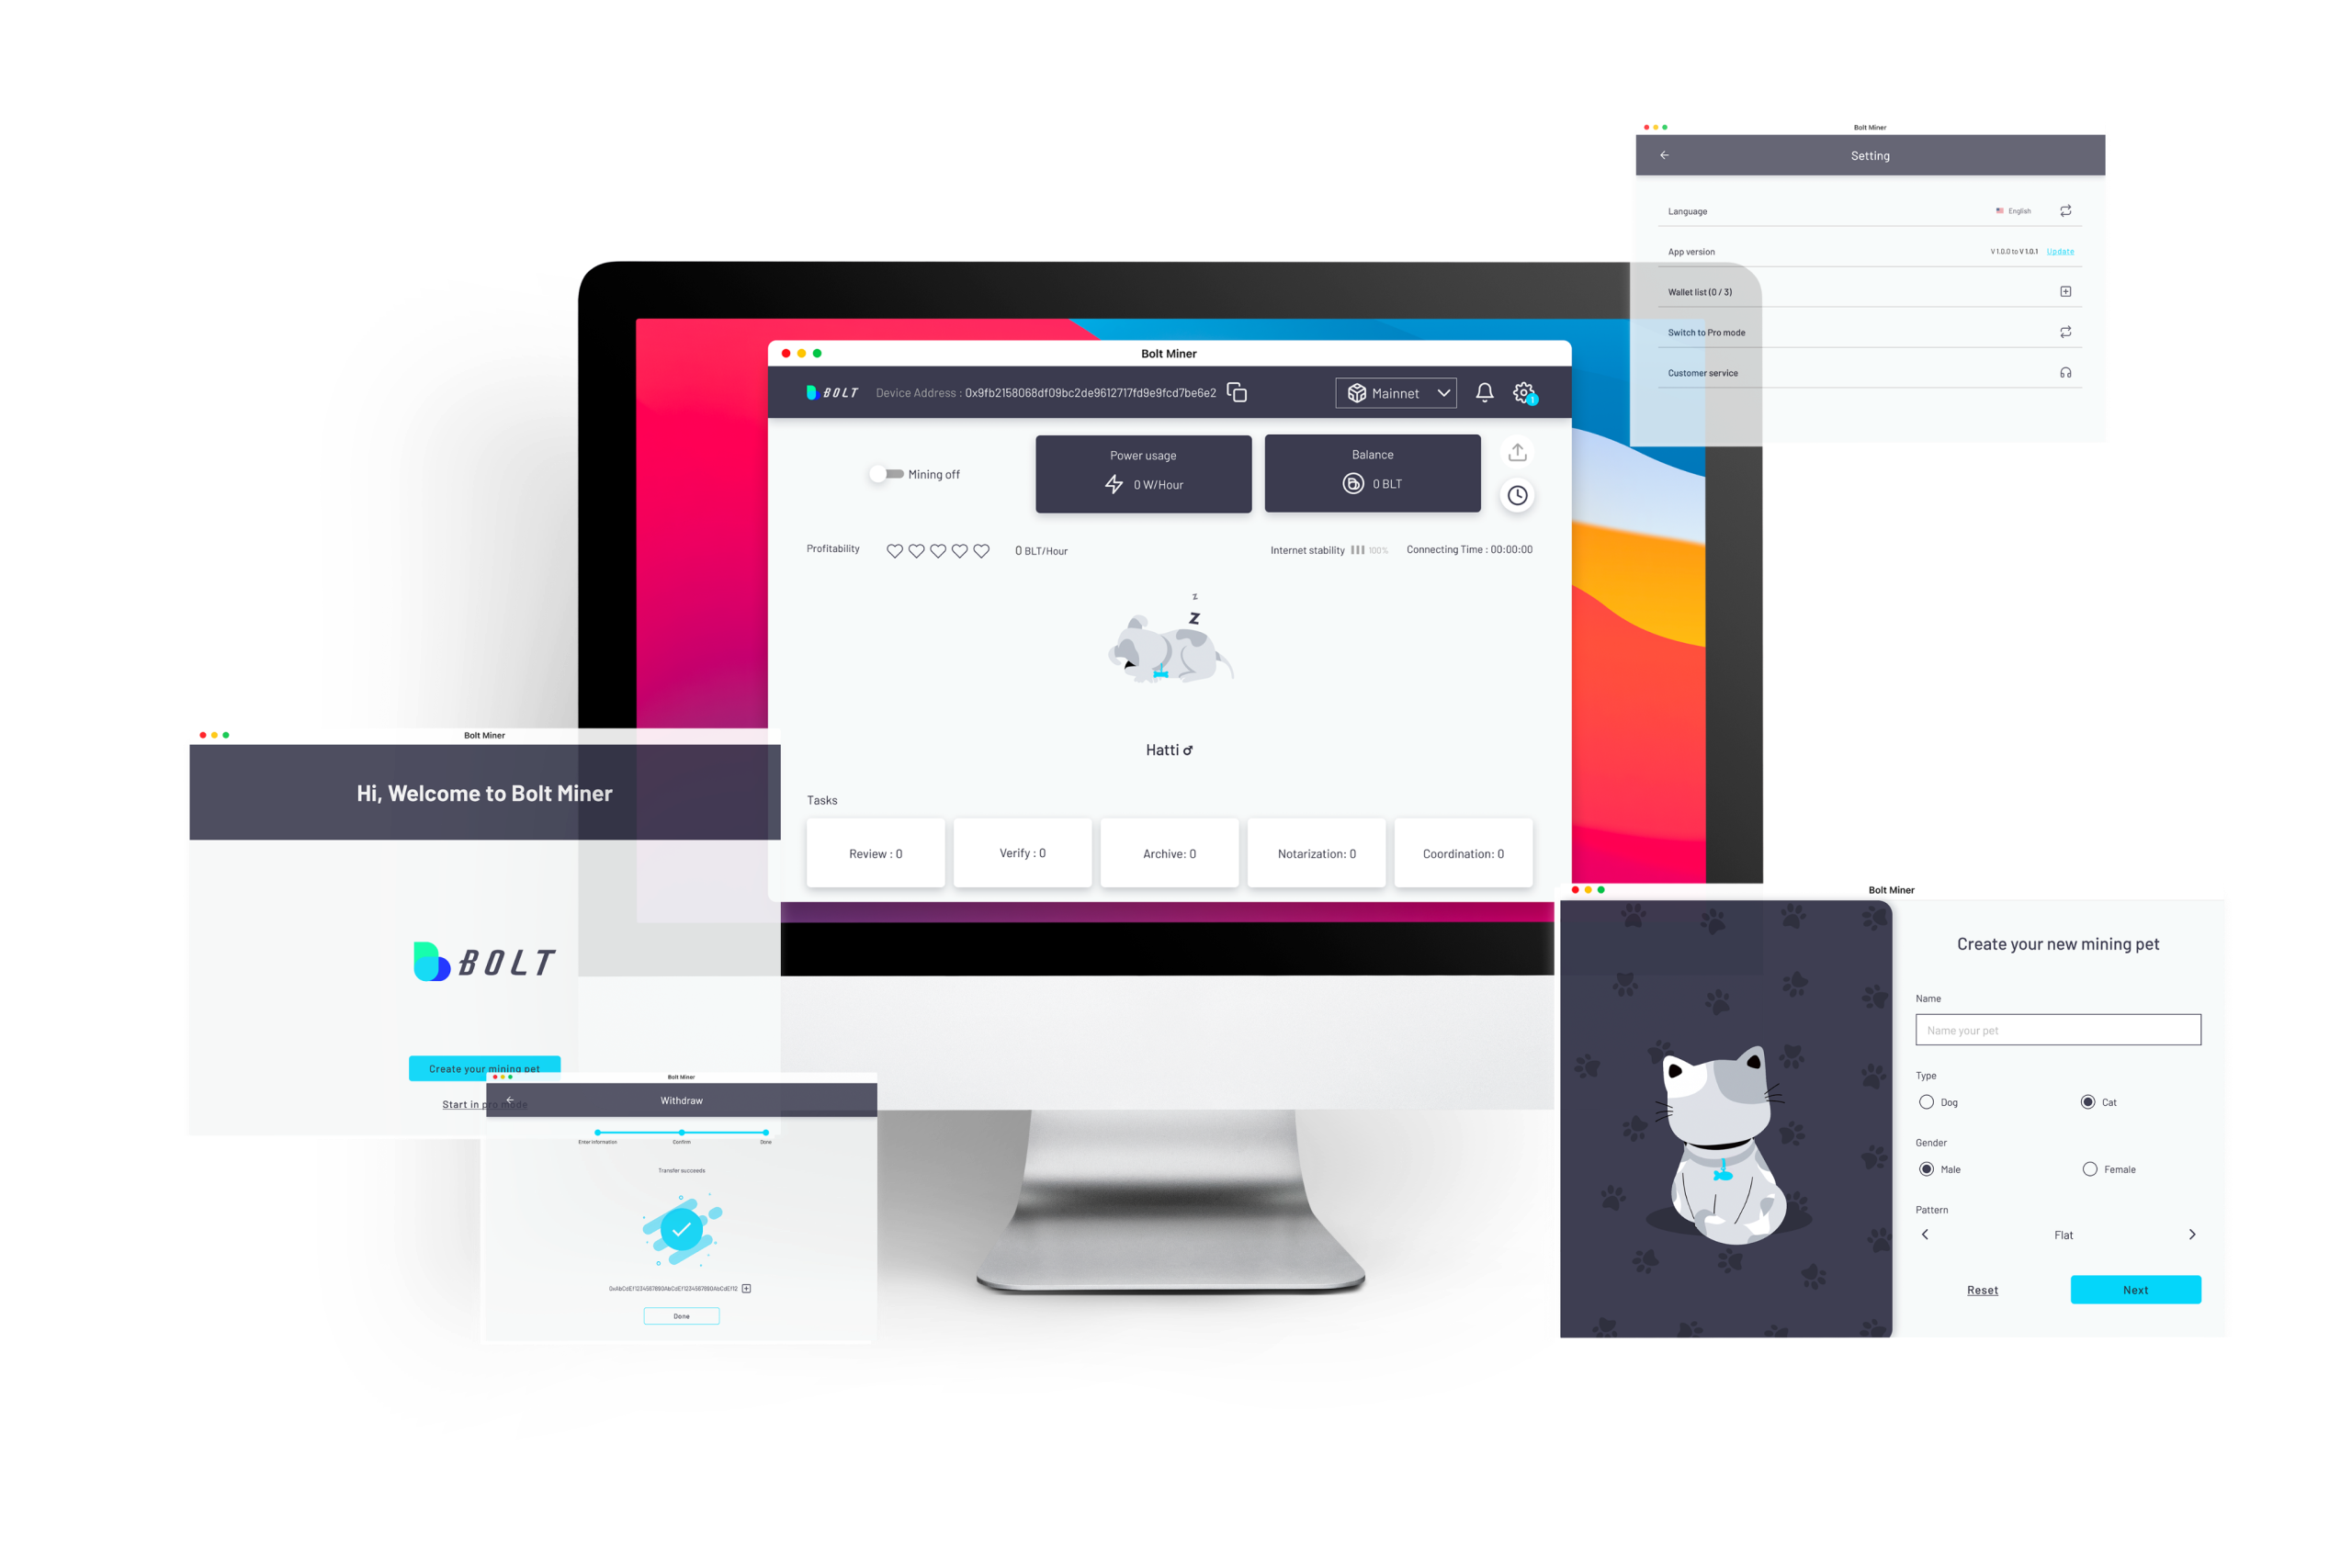 Bolt Miner
Setting
Language
English
App version
V 1.0.0 to V 1.0.1 Update
Wallet list (0 / 3)
Switch to Pro mode
Customer service
Bolt Miner
BOLT
Device Address : 0x9fb2158068df09bc2de9612717fd9e9fcd7be6e2
Mainnet
1
Mining off
Power usage
0 W/Hour
Balance
0 BLT
Profitability
0 BLT/Hour
Internet stability
100%
Connecting Time : 00:00:00
z
z
Hatti
Tasks
Review : 0
Verify : 0
Archive: 0
Notarization: 0
Coordination: 0
Bolt Miner
Hi, Welcome to Bolt Miner
BOLT
Create your mining pet
Start in pro mode
Bolt Miner
Withdraw
Enter Information
Confirm
Done
Transfer succeeds
0xAbCdEf1234567890AbCdEf1234567890AbCdEf12
Done
Bolt Miner
Create your new mining pet
Name
Name your pet
Type
Dog
Cat
Gender
Male
Female
Pattern
Flat
Reset
Next